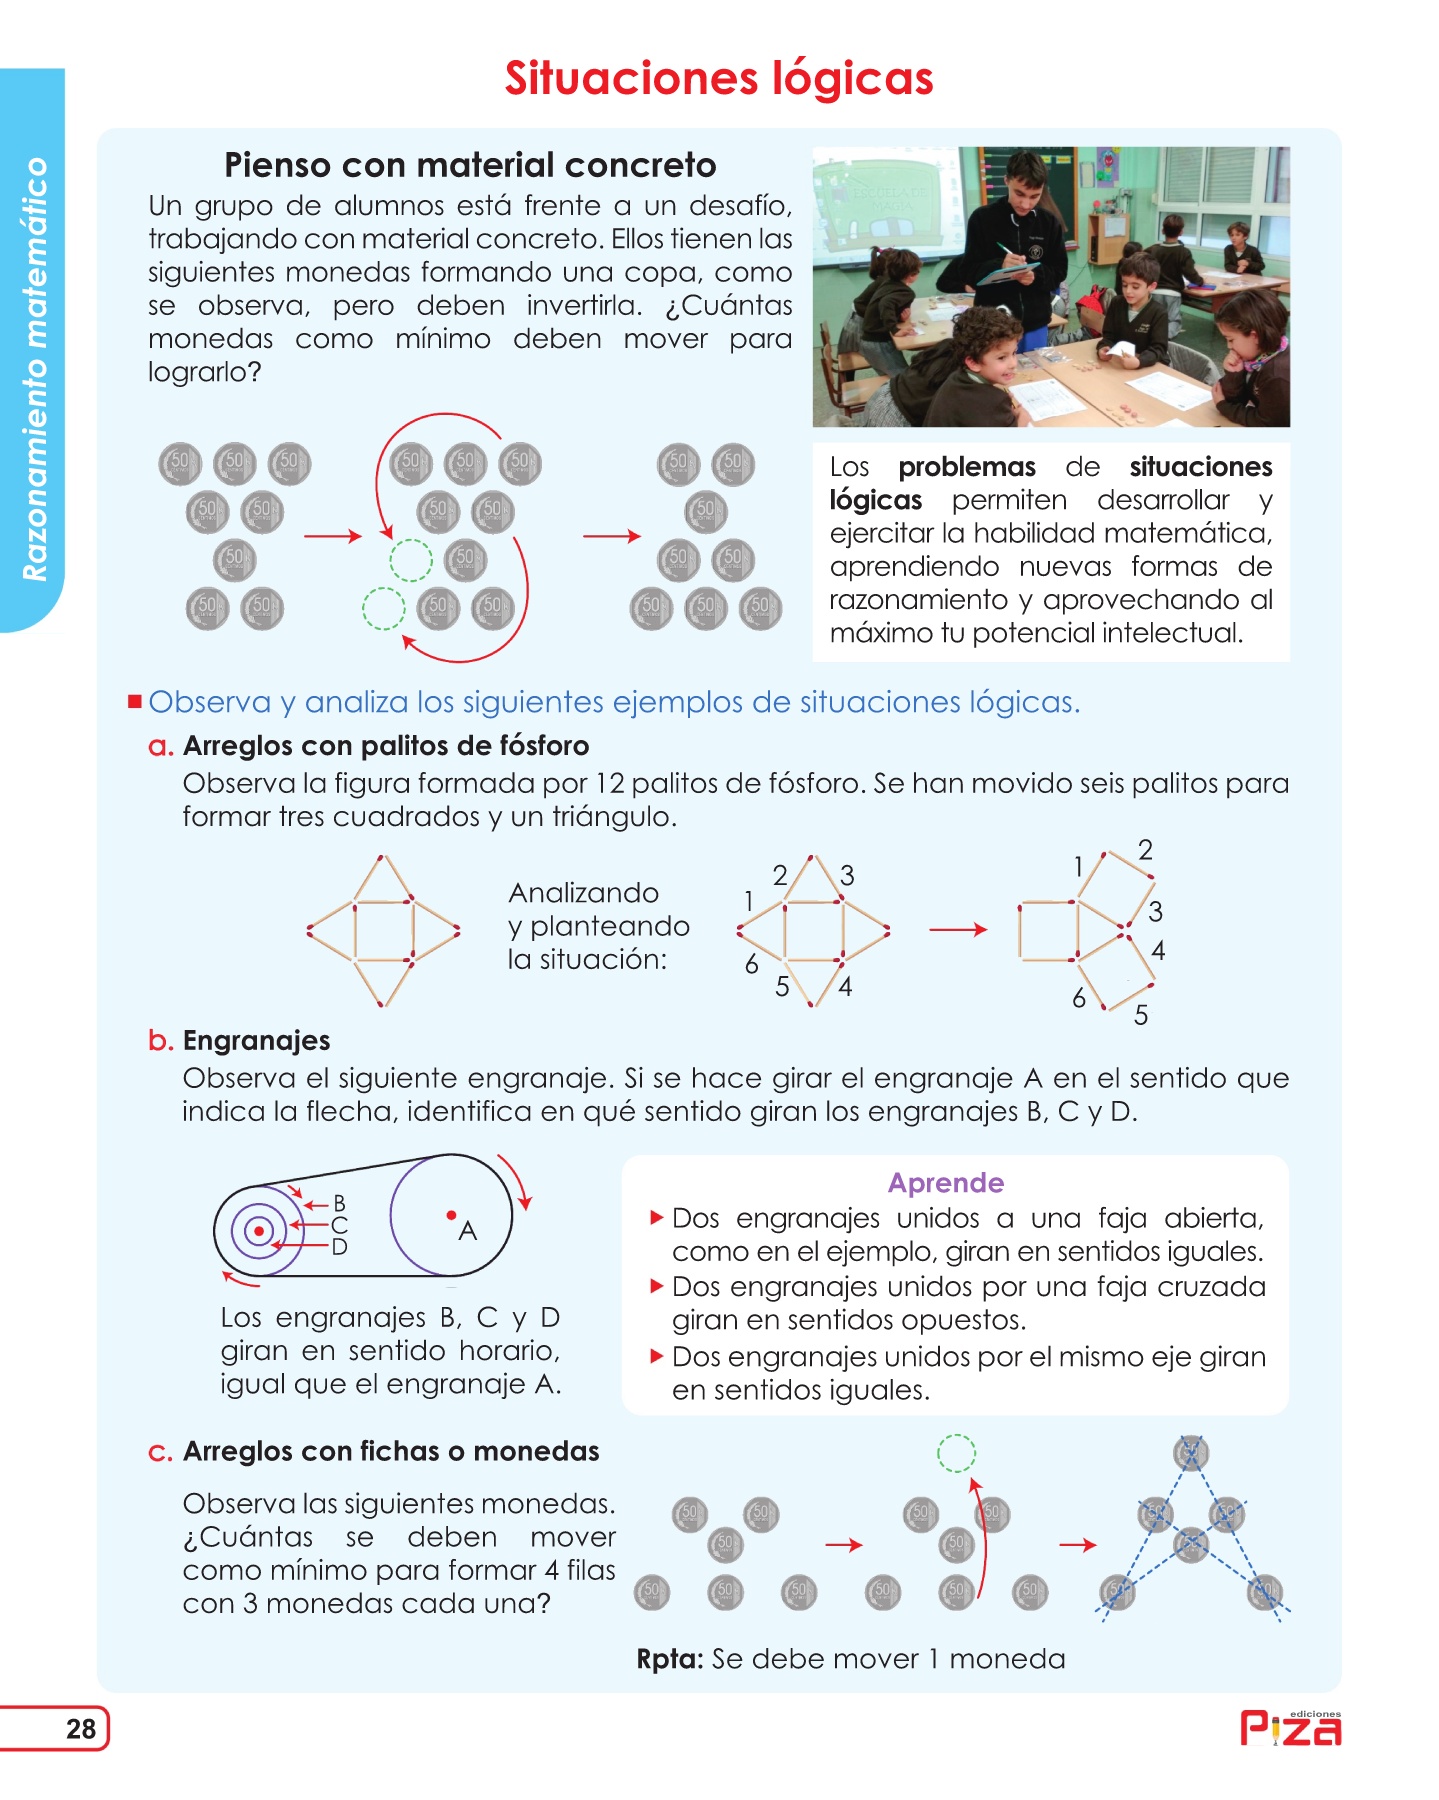 Situaciones lógicas
Razonamiento matemático
Pienso con material concreto
Un grupo de alumnos está frente a un desafío,
trabajando con material concreto. Ellos tienen las
siguientes monedas formando una copa, como
se observa, pero deben invertirla. ¿Cuántas
monedas como mínimo deben mover para
lograrlo?
Los problemas de situaciones
lógicas permiten desarrollar y
ejercitar la habilidad matemática,
aprendiendo nuevas formas de
razonamiento y aprovechando al
máximo tu potencial intelectual.
50 50 50 50 50 50 50 50
50 50 50 50 50
50 50 50 50
50 50 50 50 50 50 50
Observa y analiza los siguientes ejemplos de situaciones lógicas.
a. Arreglos con palitos de fósforo
Observa la figura formada por 12 palitos de fósforo. Se han movido seis palitos para
formar tres cuadrados y un triángulo.
Analizando
y planteando
la situación:
1 2 3
6 5 4
1 2
3
4
6 5
b. Engranajes
Observa el siguiente engranaje. Si se hace girar el engranaje A en el sentido que
indica la flecha, identifica en qué sentido giran los engranajes B, C y D.
B
C
D
A
Los engranajes B, C y D
giran en sentido horario,
igual que el engranaje A.
Aprende
Dos engranajes unidos a una faja abierta,
como en el ejemplo, giran en sentidos iguales.
Dos engranajes unidos por una faja cruzada
giran en sentidos opuestos.
Dos engranajes unidos por el mismo eje giran
en sentidos iguales.
c. Arreglos con fichas o monedas
Observa las siguientes monedas.
¿Cuántas se deben mover
como mínimo para formar 4 filas
con 3 monedas cada una?
50
50 50 50 50 50 50
50 50 50
50 50 50 50 50 50 50 50
Rpta: Se debe mover 1 moneda
28
ediciones
Piza